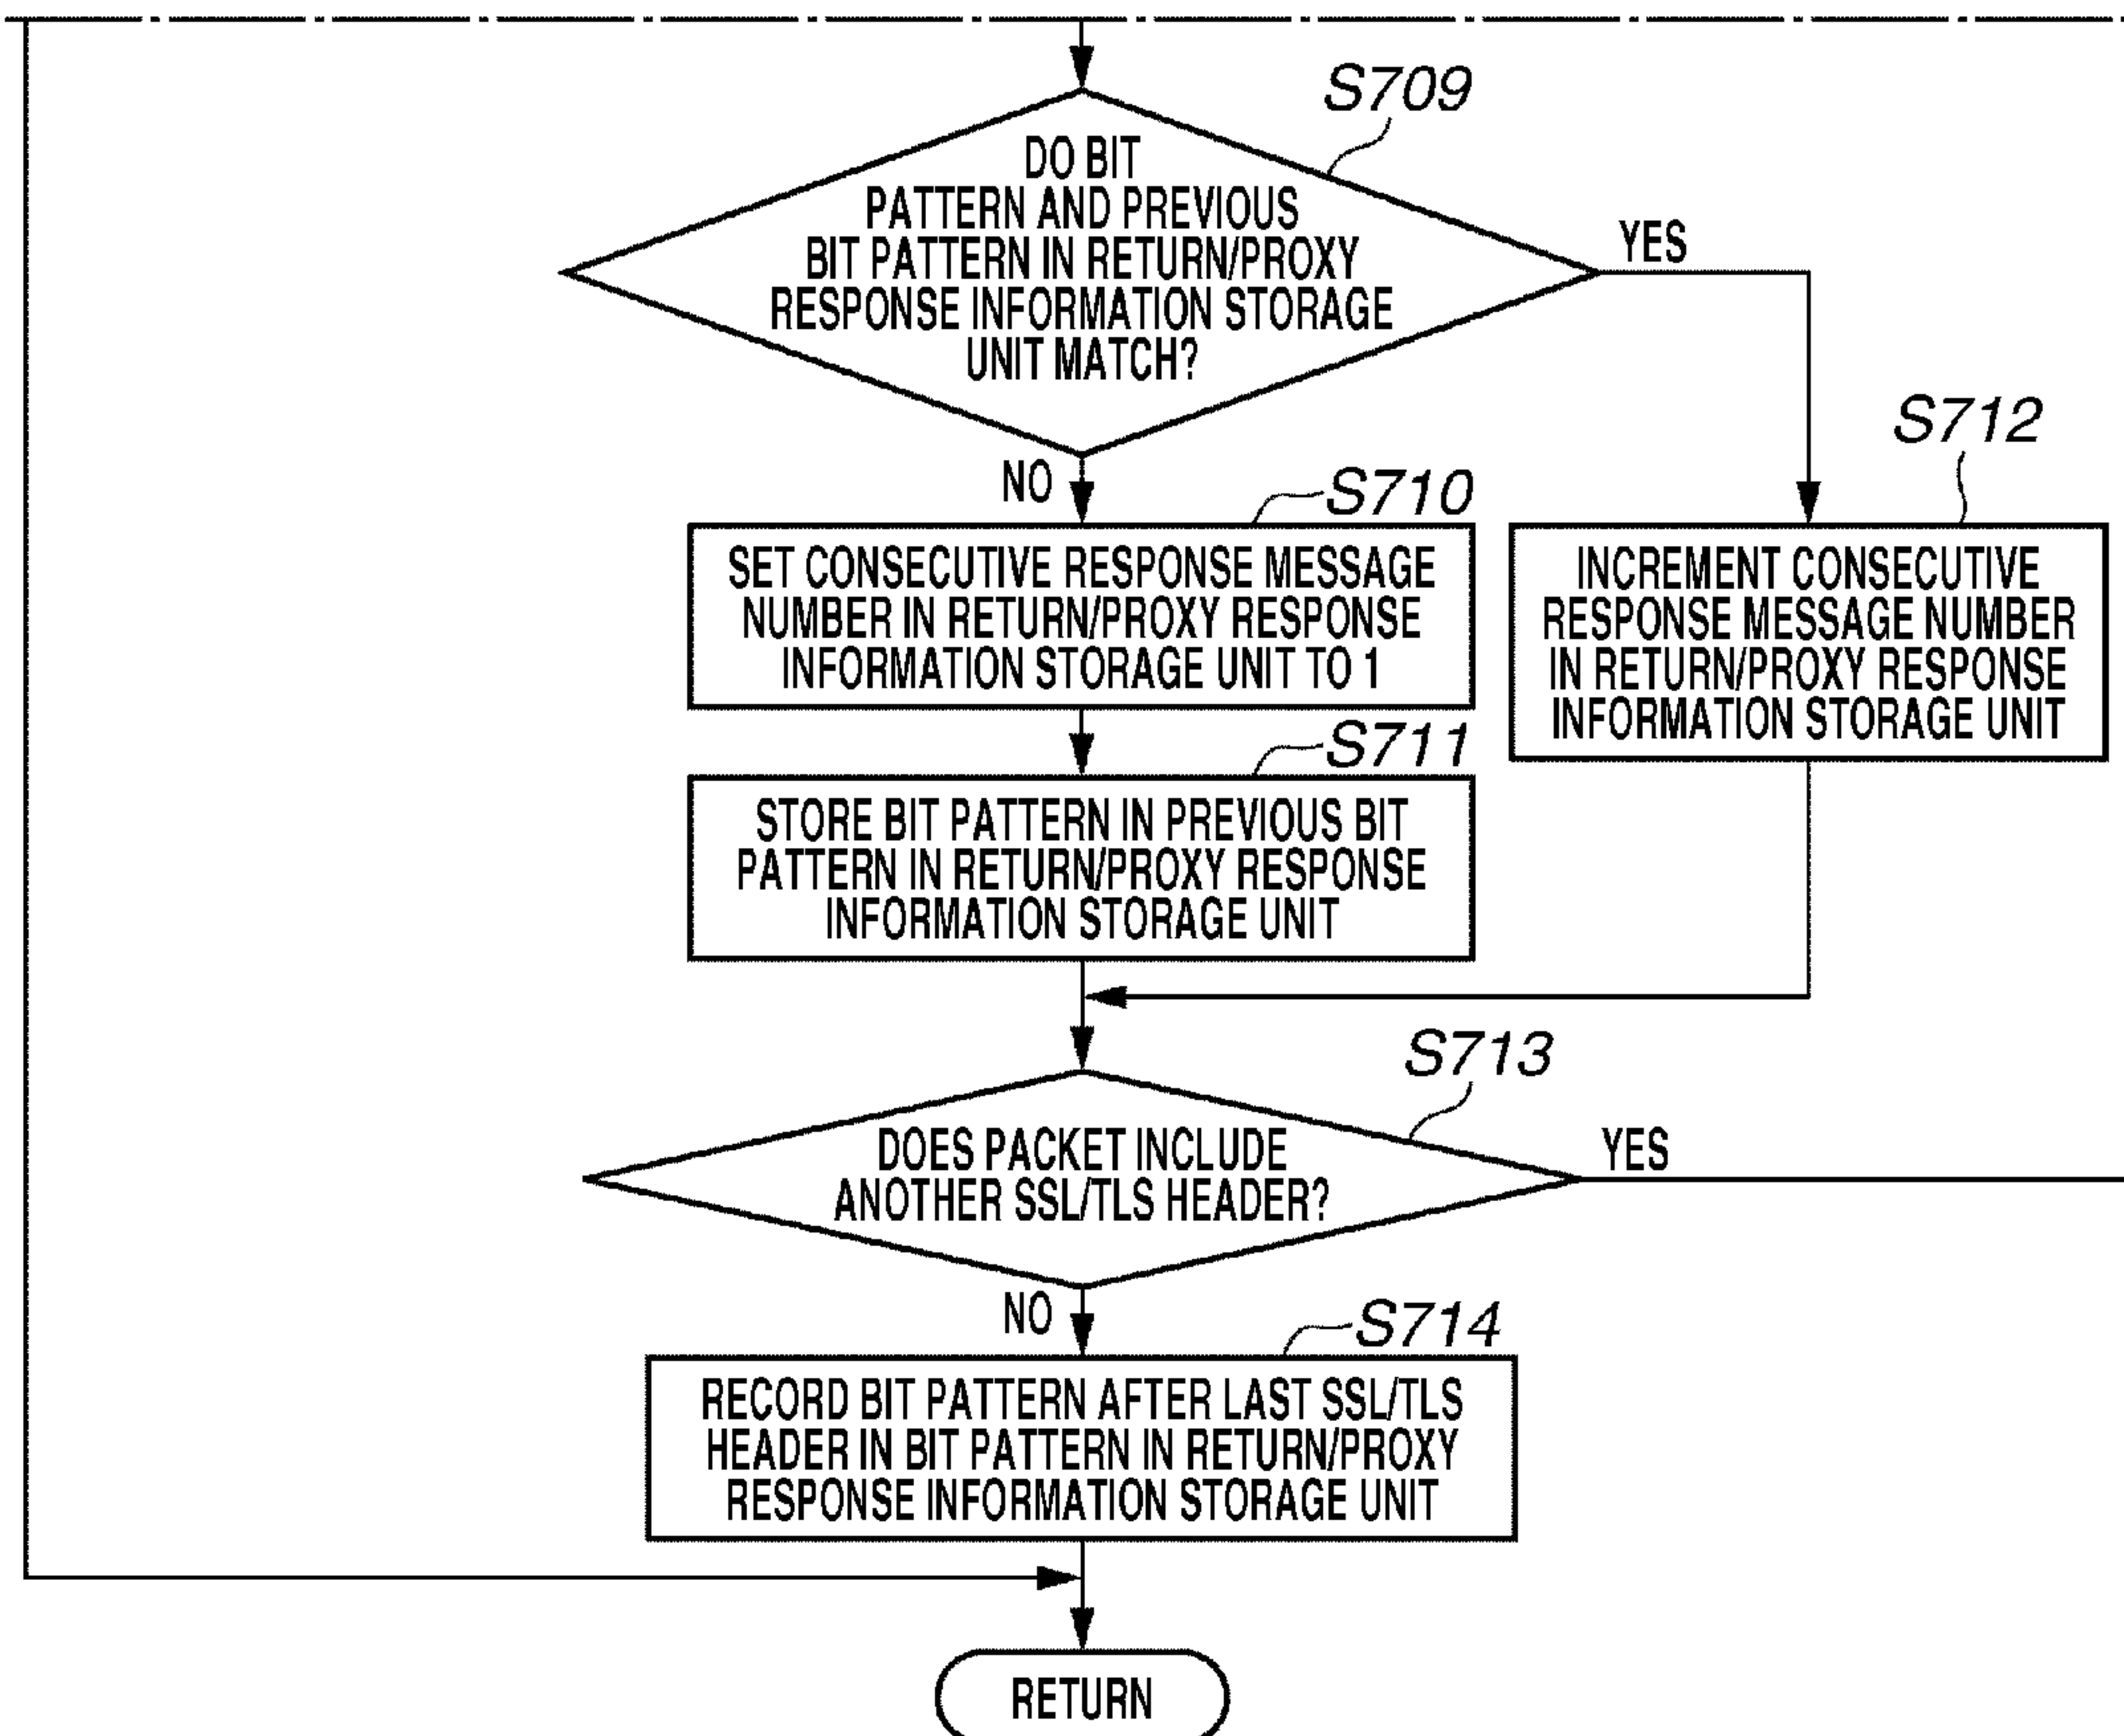 S709
DO BIT
PATTERN AND PREVIOUS
BIT PATTERN IN RETURN/PROXY
RESPONSE INFORMATION STORAGE
UNIT MATCH?
YES
NO
S710
SET CONSECUTIVE RESPONSE MESSAGE
NUMBER IN RETURN/PROXY RESPONSE
INFORMATION STORAGE UNIT TO 1
S712
INCREMENT CONSECUTIVE
RESPONSE MESSAGE NUMBER
IN RETURN/PROXY RESPONSE
INFORMATION STORAGE UNIT
S711
STORE BIT PATTERN IN PREVIOUS BIT
PATTERN IN RETURN/PROXY RESPONSE
INFORMATION STORAGE UNIT
S713
DOES PACKET INCLUDE
ANOTHER SSL/TLS HEADER?
YES
NO
S714
RECORD BIT PATTERN AFTER LAST SSL/TLS
HEADER IN BIT PATTERN IN RETURN/PROXY
RESPONSE INFORMATION STORAGE UNIT
RETURN